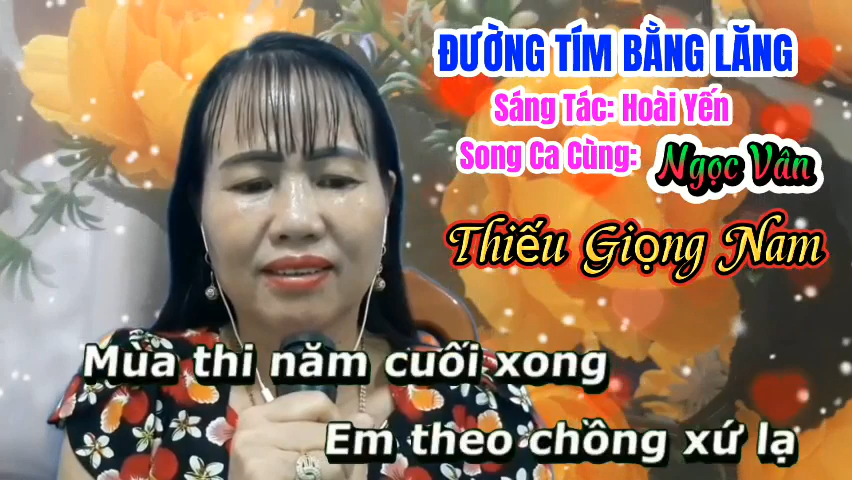 ĐƯỜNG TÍM BẰNG LĂNG
Sáng Tác: Hoài Yến
Song Ca Cùng: Ngọc Vân
Thiếu Giọng Nam
Mùa thi năm cuối xong
Em theo chồng xứ lạ